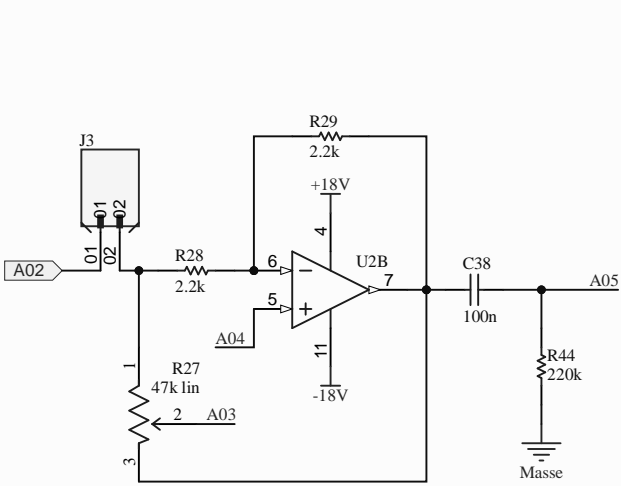 R29
J3
2.2k
+18V
01
02
4
01
02
R28
6
U2B
7
C38
A02
A05
2.2k
5
100n
A04
11
R44
1
R27
220k
47k lin
-18V
2
A03
3
Masse